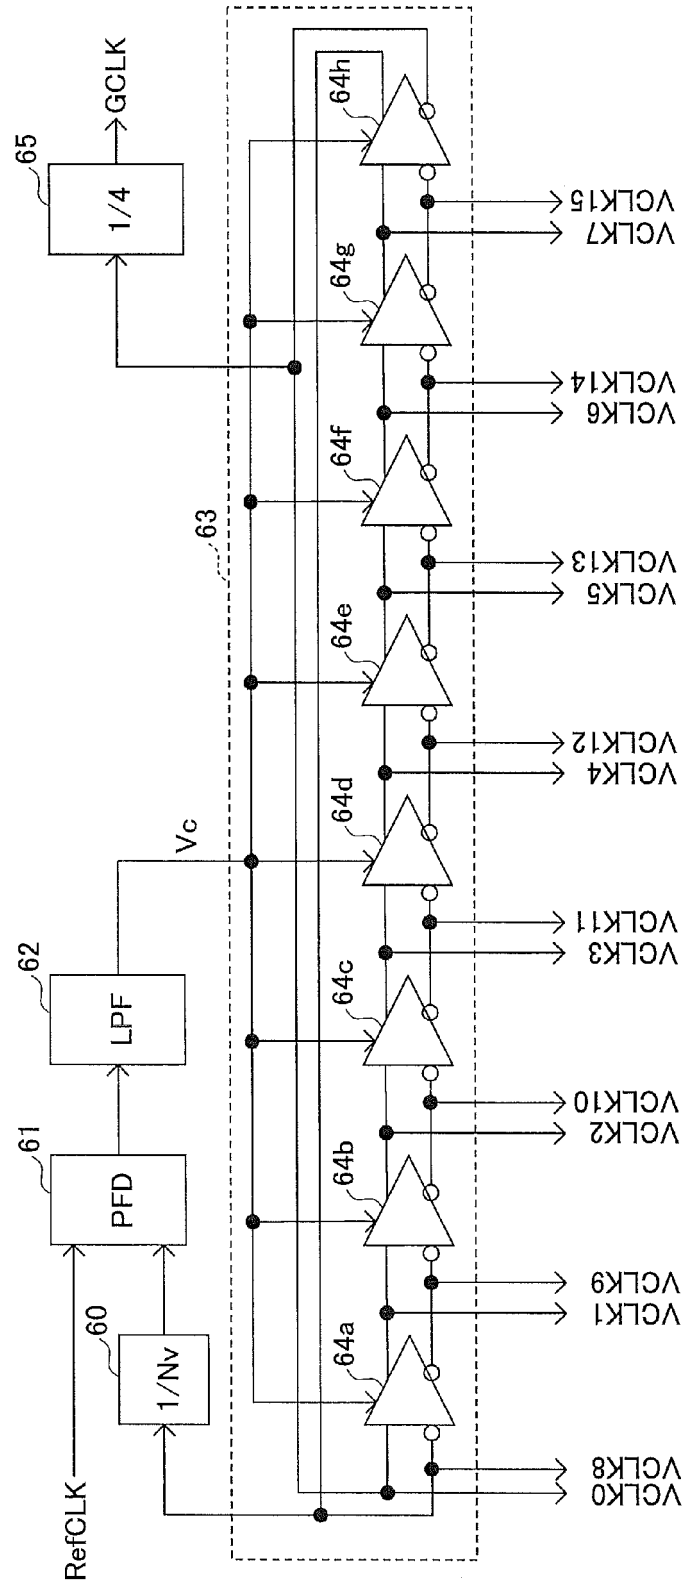 RefCLK
60
1/Nv
61
PFD
62
LPF
Vc
65
1/4
GCLK
63
64a
64b
64c
64d
64e
64f
64g
64h
VCLK0
VCLK8
VCLK1
VCLK9
VCLK2
VCLK10
VCLK3
VCLK11
VCLK4
VCLK12
VCLK5
VCLK13
VCLK6
VCLK14
VCLK7
VCLK15